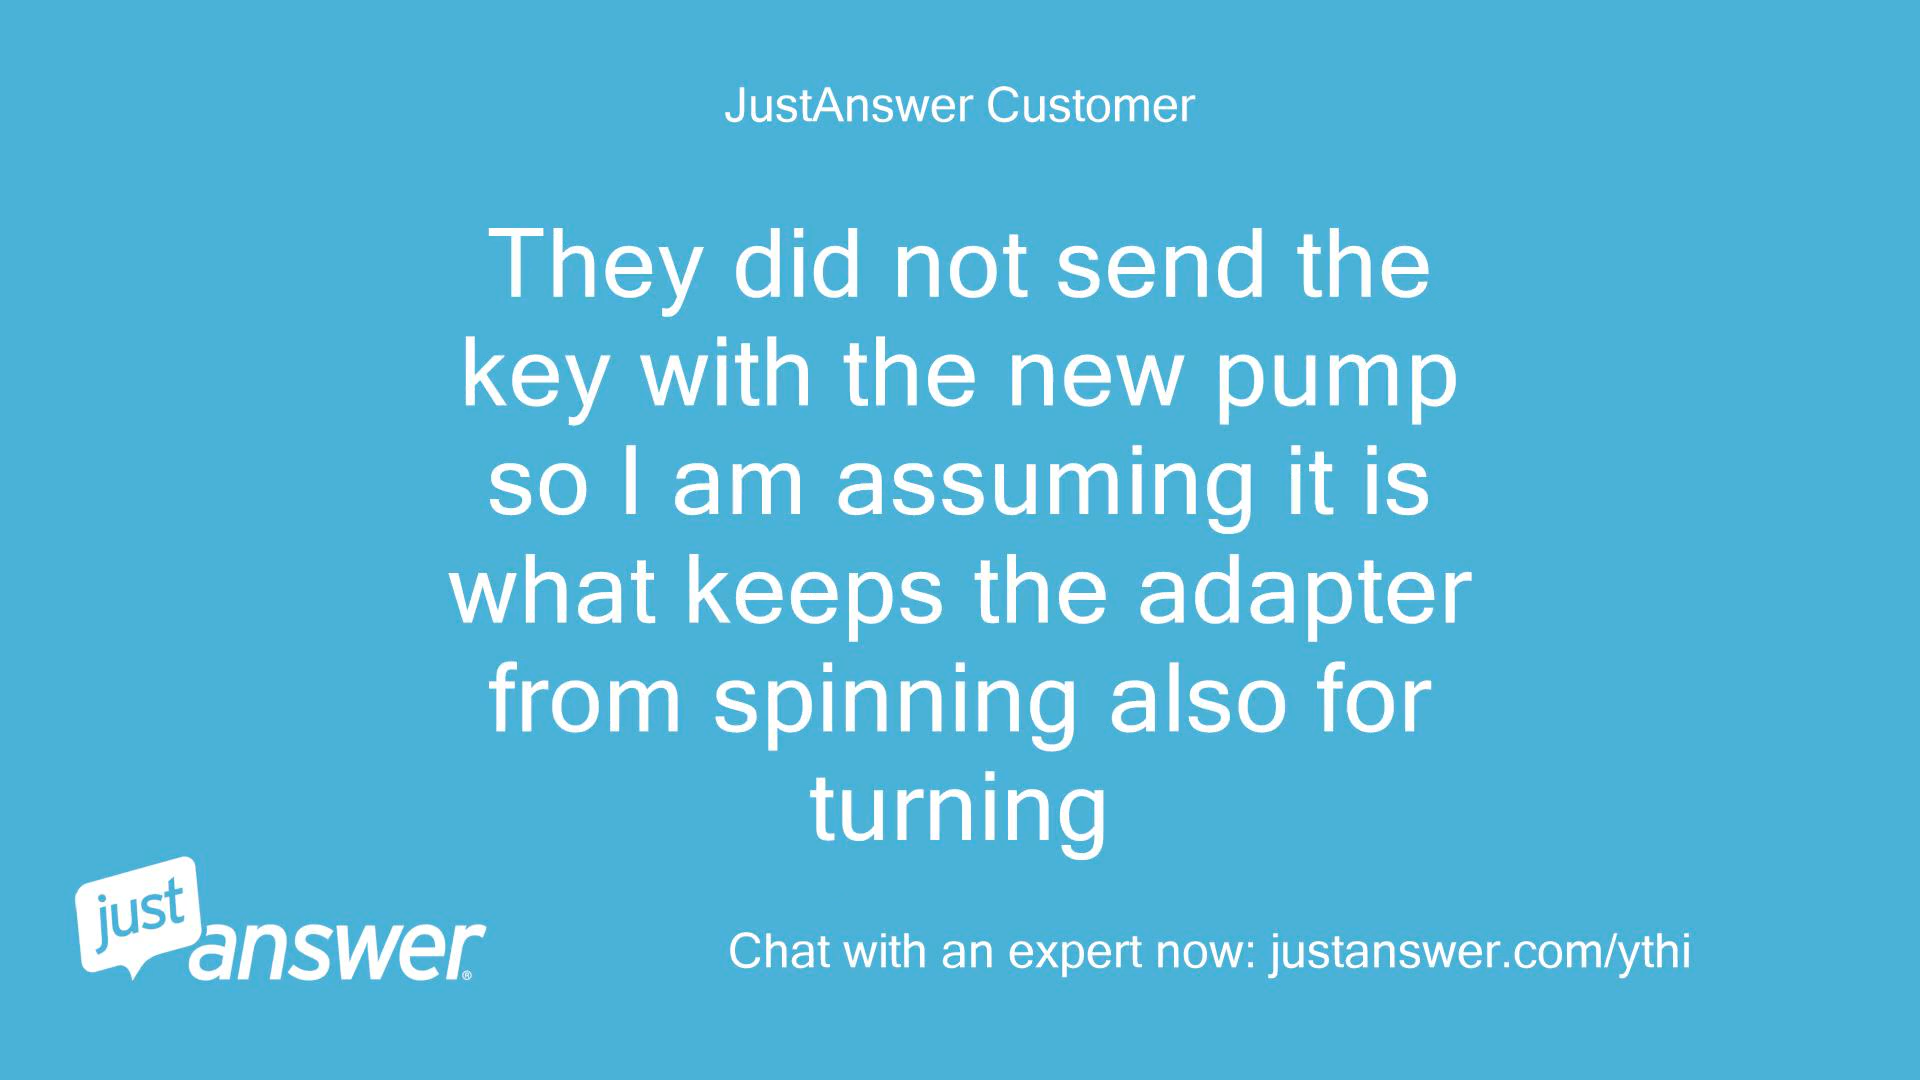 JustAnswer Customer
They did not send the
key with the new pump
so I am assuming it is
what keeps the adapter
from spinning also for
turning
just
answer®
Chat with an expert now: justanswer.com/ythi